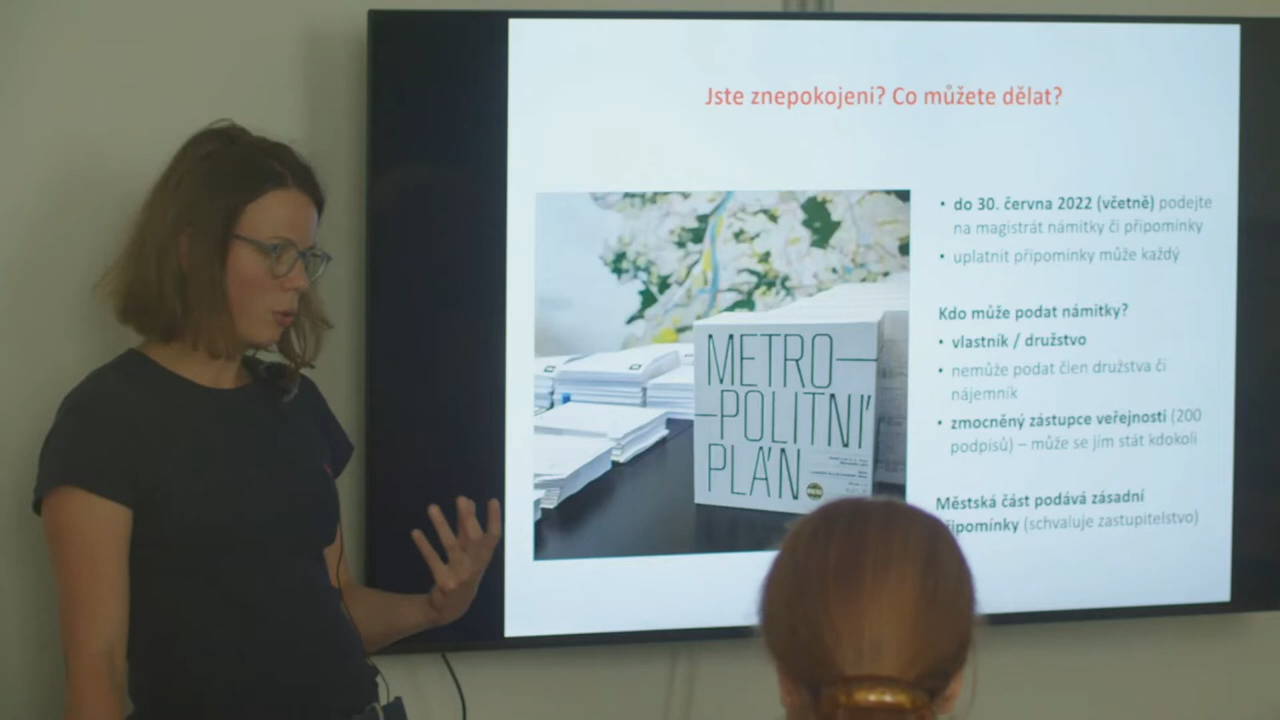 Jste znepokojeni? Co můžete dělat?
METRO—
—POLITNÍ
PLÁN
• do 30. června 2022 (včetně) podejte
na magistrát námitky či připomínky
• uplatnit připomínky může každý
Kdo může podat námitky?
• vlastník / družstvo
• nemůže podat člen družstva či
nájemník
• zmocněný zástupce veřejnosti (200
podpisů) – může se jím stát kdokoli
Městská část podává zásadní
připomínky (schvaluje zastupitelstvo)